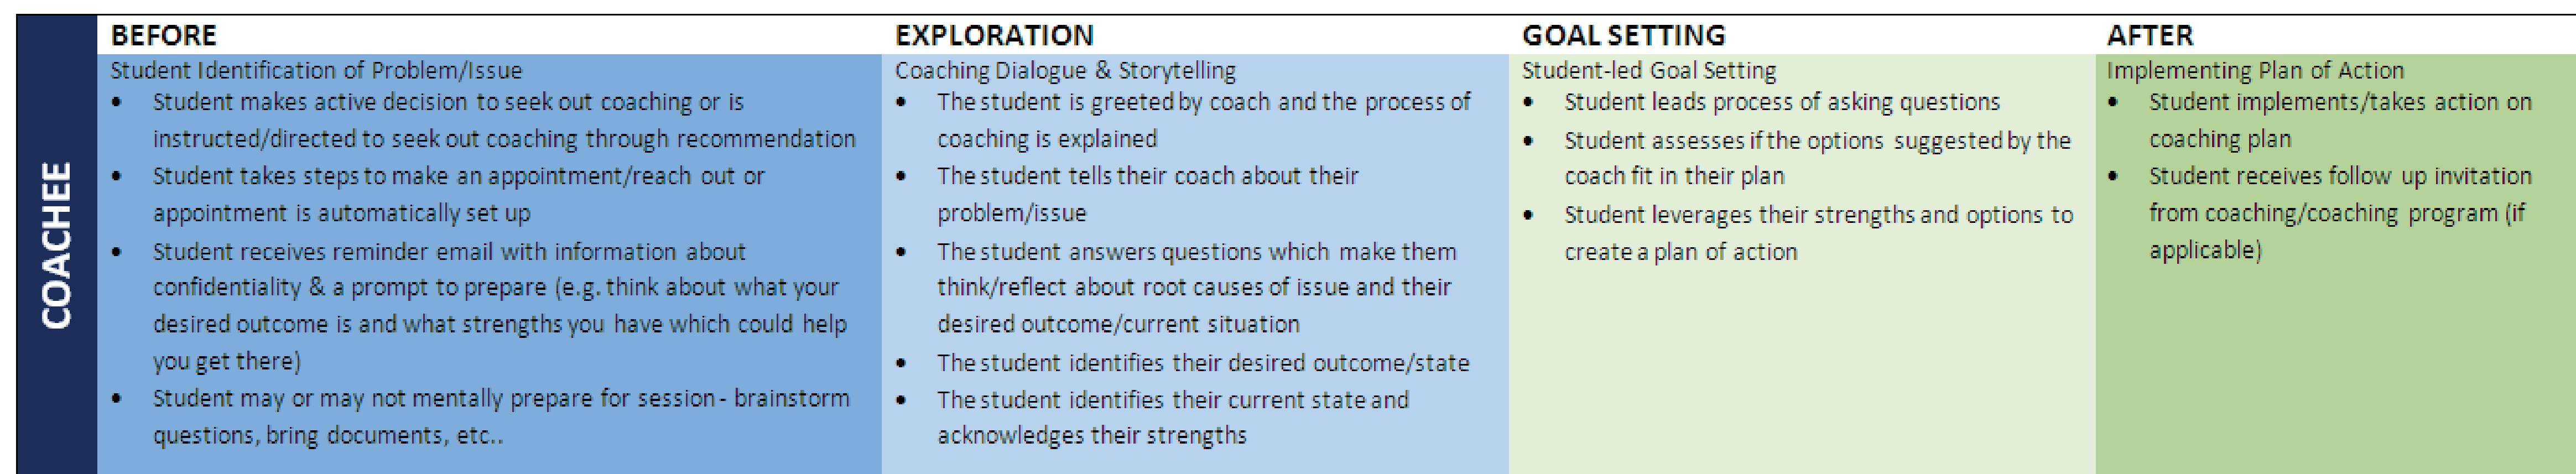 COACHEE
BEFORE
Student Identification of Problem/Issue
• Student makes active decision to seek out coaching or is
instructed/directed to seek out coaching through recommendation
• Student takes steps to make an appointment/reach out or
appointment is automatically set up
• Student receives reminder email with information about
confidentiality & a prompt to prepare (e.g. think about what your
desired outcome is and what strengths you have which could help
you get there)
• Student may or may not mentally prepare for session - brainstorm
questions, bring documents, etc..
EXPLORATION
Coaching Dialogue & Storytelling
• The student is greeted by coach and the process of
coaching is explained
• The student tells their coach about their
problem/issue
• The student answers questions which make them
think/reflect about root causes of issue and their
desired outcome/current situation
• The student identifies their desired outcome/state
• The student identifies their current state and
acknowledges their strengths
GOAL SETTING
Student-led Goal Setting
• Student leads process of asking questions
• Student assesses if the options suggested by the
coach fit in their plan
• Student leverages their strengths and options to
create a plan of action
AFTER
Implementing Plan of Action
• Student implements/takes action on
coaching plan
• Student receives follow up invitation
from coaching/coaching program (if
applicable)